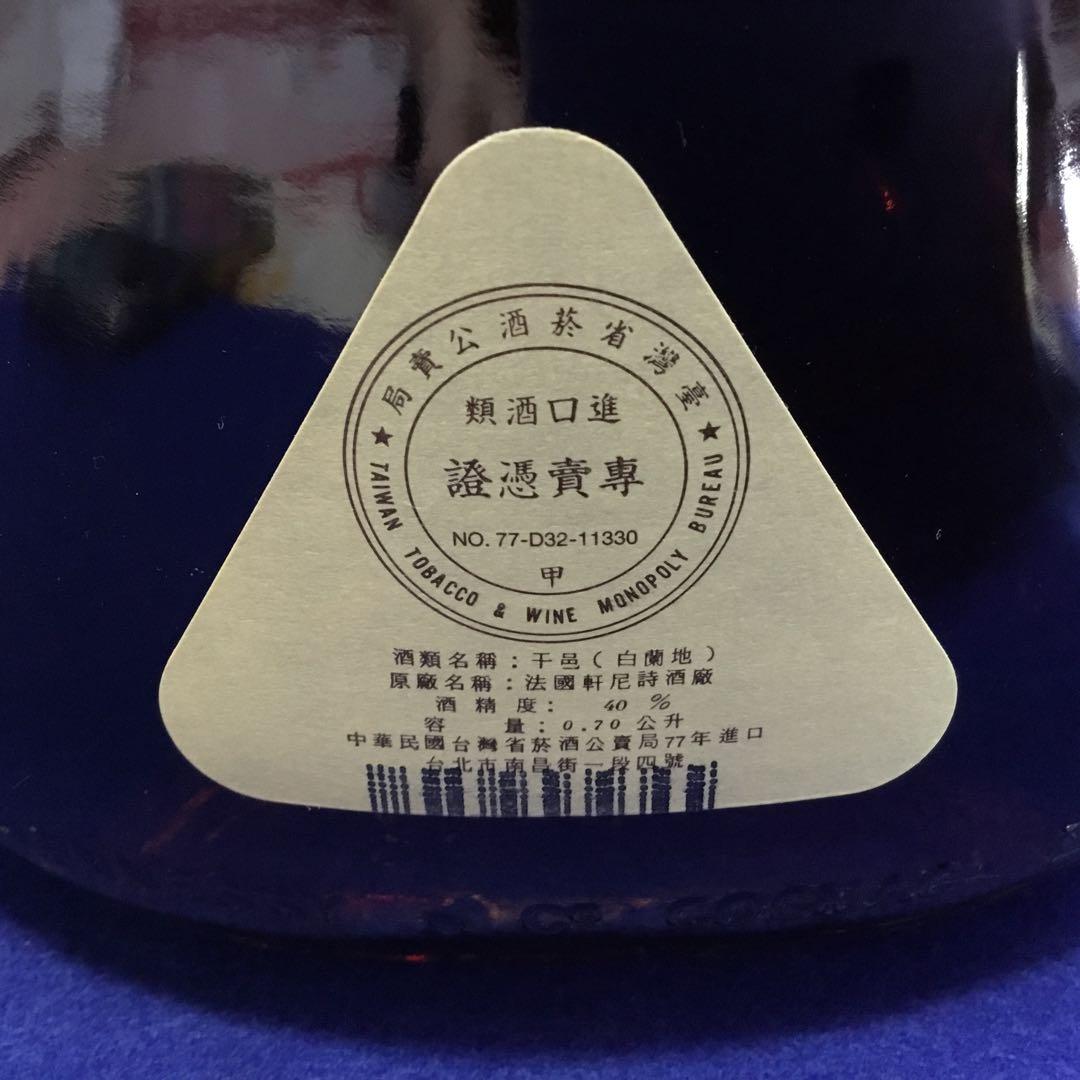 臺灣省菸酒公賣局
進口酒類
專賣憑證
NO. 77-D32-11330
甲
★ TAIWAN TOBACCO & WINE MONOPOLY BUREAU ★
酒類名稱：干邑（白蘭地）
原廠名稱：法國軒尼詩酒廠
酒精度： 40 %
容量：0.70公升
中華民國台灣省菸酒公賣局77年進口
台北市南昌街一段四號